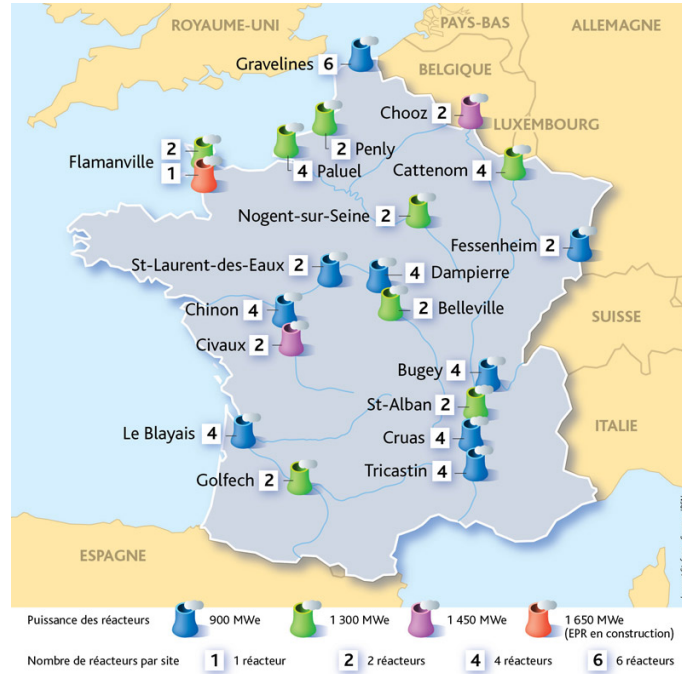 ROYAUME-UNI
PAYS-BAS
ALLEMAGNE
Gravelines 6
BELGIQUE
Chooz 2
LUXEMBOURG
2
Flamanville
1
2 Penly
4 Paluel
Cattenom 4
Nogent-sur-Seine 2
Fessenheim 2
St-Laurent-des-Eaux 2
4 Dampierre
Chinon 4
2 Belleville
SUISSE
Civaux 2
Bugey 4
St-Alban 2
ITALIE
Le Blayais 4
Cruas 4
Tricastin 4
Golfech 2
ESPAGNE
Puissance des réacteurs 900 MWe 1 300 MWe 1 450 MWe 1 650 MWe
(EPR en construction)
Nombre de réacteurs par site 1 1 réacteur 2 2 réacteurs 4 4 réacteurs 6 6 réacteurs